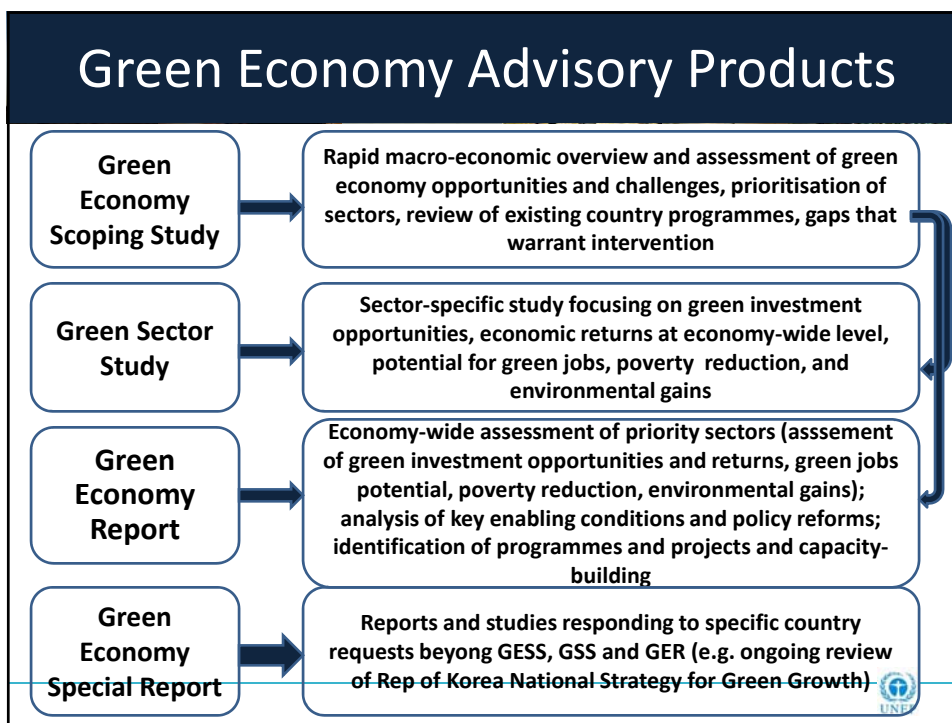 Green Economy Advisory Products
Green
Economy
Scoping Study
Rapid macro-economic overview and assessment of green
economy opportunities and challenges, prioritisation of
sectors, review of existing country programmes, gaps that
warrant intervention
Green Sector
Study
Sector-specific study focusing on green investment
opportunities, economic returns at economy-wide level,
potential for green jobs, poverty reduction, and
environmental gains
Green
Economy
Report
Economy-wide assessment of priority sectors (asssement
of green investment opportunities and returns, green jobs
potential, poverty reduction, environmental gains);
analysis of key enabling conditions and policy reforms;
identification of programmes and projects and capacity-
building
Green
Economy
Special Report
Reports and studies responding to specific country
requests beyong GESS, GSS and GER (e.g. ongoing review
of Rep of Korea National Strategy for Green Growth)
UNEP